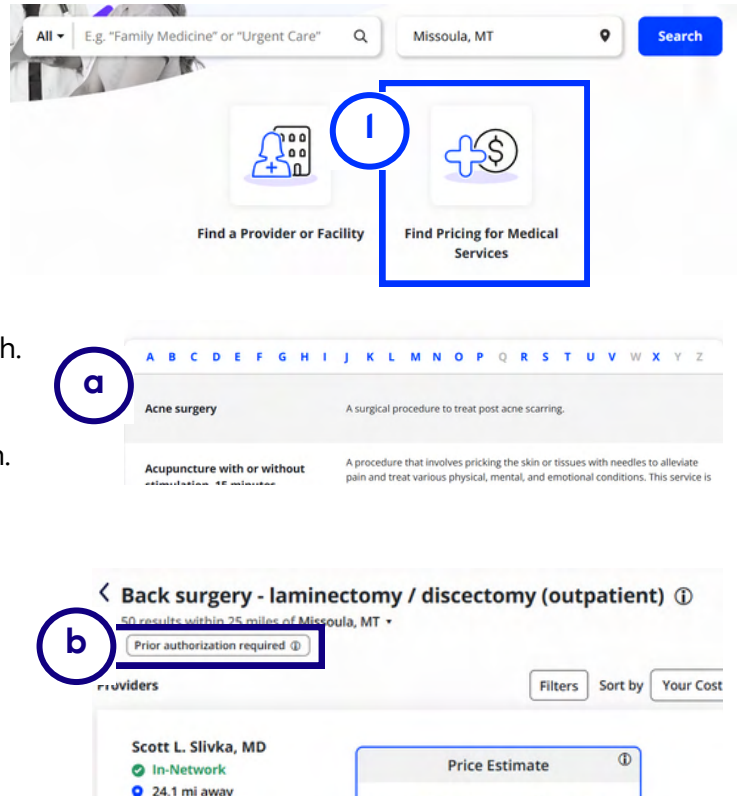 All E.g. "Family Medicine" or "Urgent Care" Missoula, MT Search
1
Find a Provider or Facility
Find Pricing for Medical
Services
h.
a
A B C D E F G H I J K L M N O P Q R S T U V W X Y Z
Acne surgery A surgical procedure to treat post acne scarring.
n.
Acupuncture with or without
stimulation, 15 minutes
A procedure that involves pricking the skin or tissues with needles to alleviate
pain and treat various physical, mental, and emotional conditions. This service is
Back surgery - laminectomy / discectomy (outpatient)
50 results within 25 miles of Missoula, MT
b
Prior authorization required
Providers
Filters Sort by Your Cost
Scott L. Slivka, MD
In-Network
24.1 mi away
Price Estimate